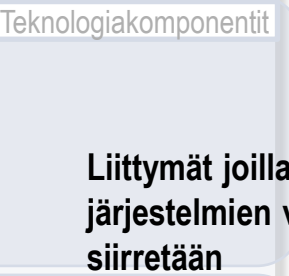 Teknologiakomponentit
Liittymät joilla
järjestelmien v
siirretään